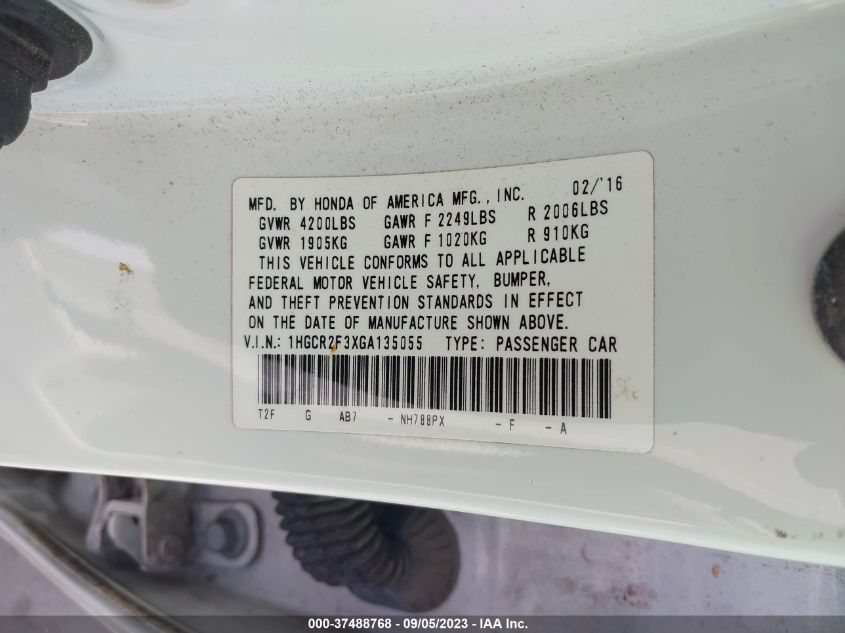 MFD. BY HONDA OF AMERICA MFG., INC. 02/'16
GVWR 4200LBS GAWR F 2249LBS R 2006LBS
GVWR 1905KG GAWR F 1020KG R 910KG
THIS VEHICLE CONFORMS TO ALL APPLICABLE
FEDERAL MOTOR VEHICLE SAFETY, BUMPER,
AND THEFT PREVENTION STANDARDS IN EFFECT
ON THE DATE OF MANUFACTURE SHOWN ABOVE.
V.I.N.: 1HGCR2F3XGA135055 TYPE: PASSENGER CAR
T2F G AB7 - NH788PX - F - A
000-37488768 - 09/05/2023 - IAA Inc.